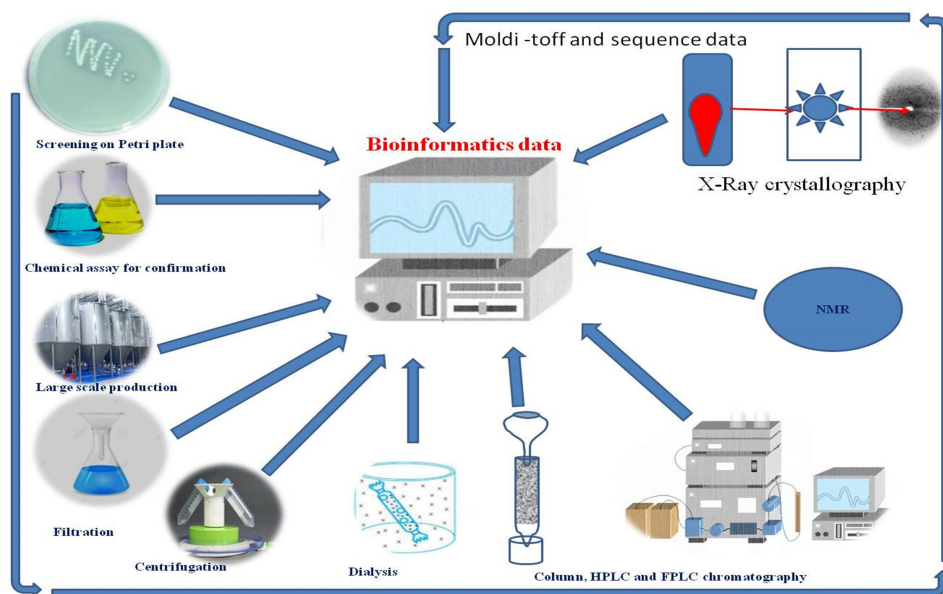 Moldi -toff and sequence data
Bioinformatics data
Screening on Petri plate
X-Ray crystallography
Chemical assay for confirmation
NMR
Large scale production
Filtration
Centrifugation
Dialysis
Column, HPLC and FPLC chromatography